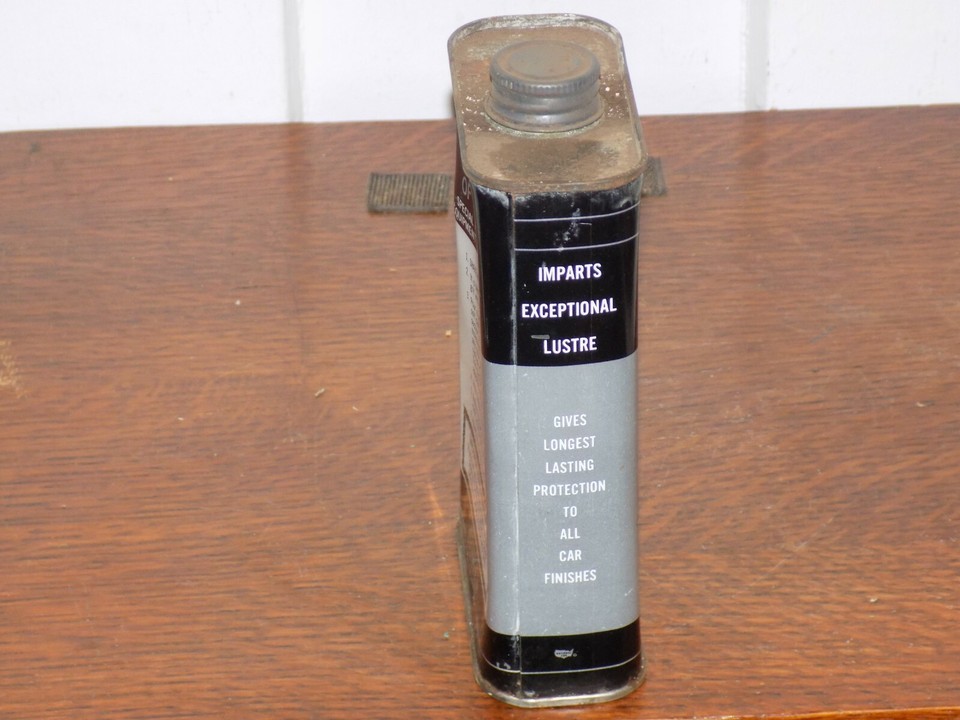 IMPARTS
EXCEPTIONAL
LUSTRE
GIVES
LONGEST
LASTING
PROTECTION
TO
ALL
CAR
FINISHES